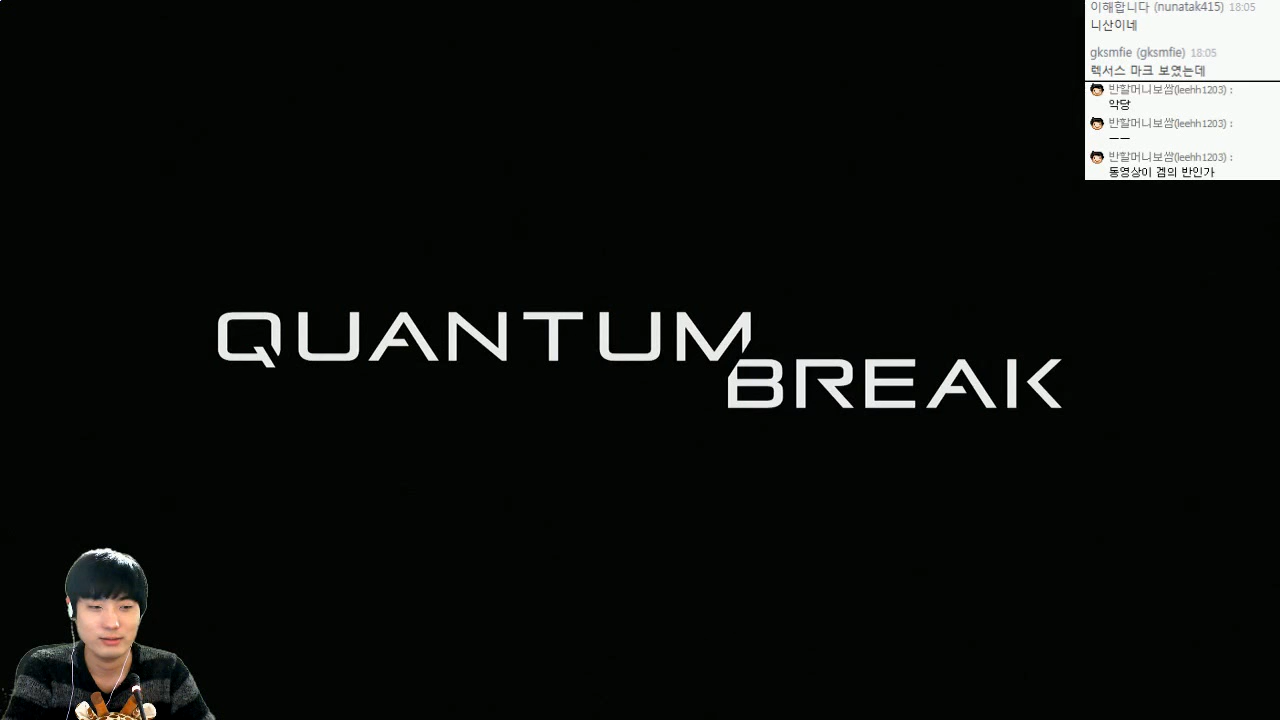 QUANTUM
BREAK
이해합니다 (nunatak415) 18:05
니산이네
gksmfie (gksmfie) 18:05
렉서스 마크 보였는데
반할머니보쌈(leehh1203) :
악당
반할머니보쌈(leehh1203) :
ㅡㅡ
반할머니보쌈(leehh1203) :
동영상이 겜의 반인가